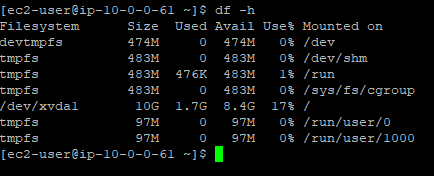 [ec2-user@ip-10-0-0-61 ~]$ df -h
Filesystem      Size  Used Avail Use% Mounted on
devtmpfs        474M     0  474M   0% /dev
tmpfs           483M     0  483M   0% /dev/shm
tmpfs           483M  476K  483M   1% /run
tmpfs           483M     0  483M   0% /sys/fs/cgroup
/dev/xvda1       10G  1.7G  8.4G  17% /
tmpfs            97M     0   97M   0% /run/user/0
tmpfs            97M     0   97M   0% /run/user/1000
[ec2-user@ip-10-0-0-61 ~]$